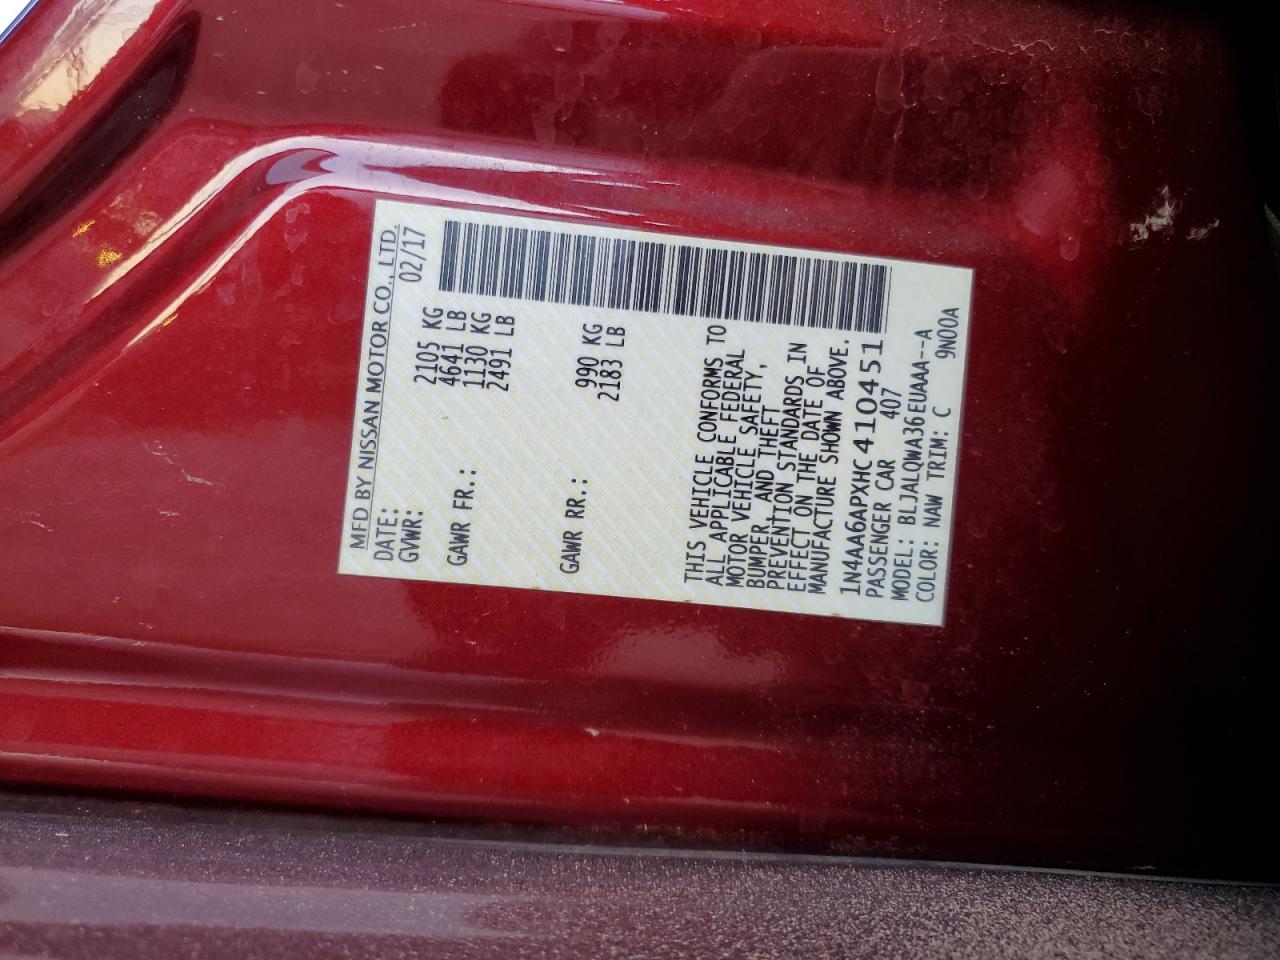 MFD BY NISSAN MOTOR CO., LTD.
DATE: 02/17
GVWR: 2105 KG
4641 LB
GAWR FR.: 1130 KG
2491 LB
GAWR RR.: 990 KG
2183 LB
THIS VEHICLE CONFORMS TO
ALL APPLICABLE FEDERAL
MOTOR VEHICLE SAFETY,
BUMPER, AND THEFT
PREVENTION STANDARDS IN
EFFECT ON THE DATE OF
MANUFACTURE SHOWN ABOVE.
1N4AA6APXHC410451
PASSENGER CAR 407
MODEL: BLJALQWA36EUAAA--A
COLOR: NAW TRIM: C 9N00A